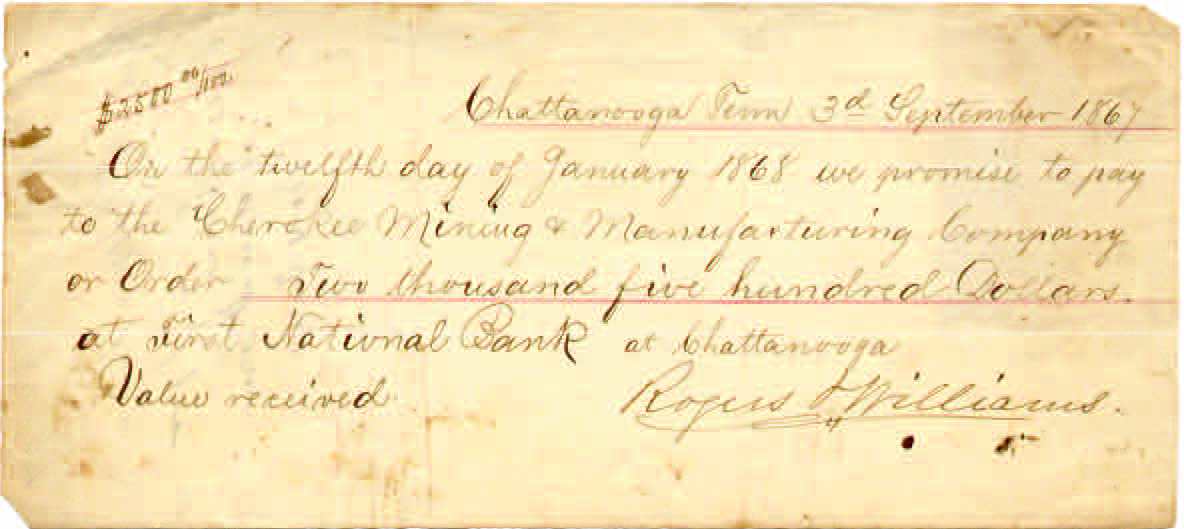 $2500 00/100
Chattanooga Tenn 3d September 1867
On the twelfth day of January 1868 we promise to pay
to the Cherokee Mining & Manufacturing Company
or Order Two thousand five hundred Dollars.
at First National Bank at Chattanooga
Value received
Rogers & Williams.